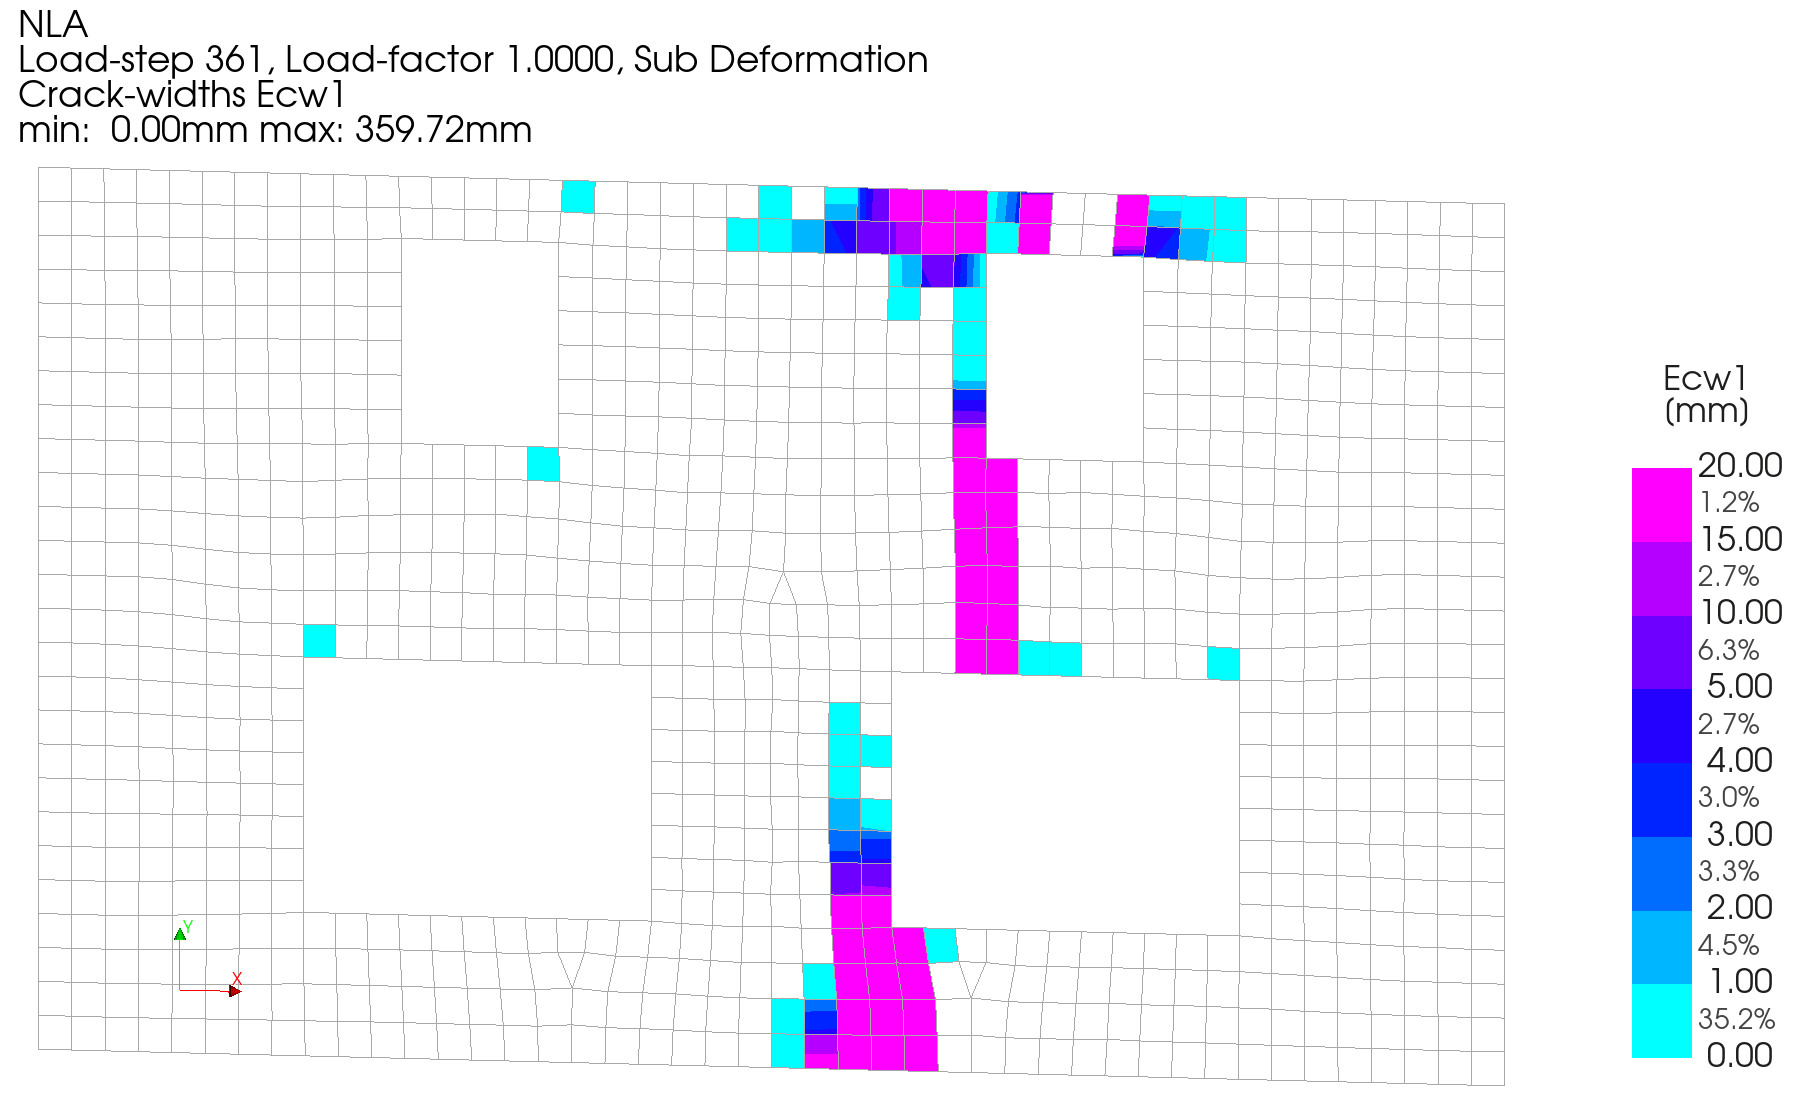 NLA
Load-step 361, Load-factor 1.0000, Sub Deformation
Crack-widths Ecw1
min: 0.00mm max: 359.72mm
Ecw1
(mm)
20.00
1.2%
15.00
2.7%
10.00
6.3%
5.00
2.7%
4.00
3.0%
3.00
3.3%
2.00
4.5%
1.00
35.2%
0.00
Y
X